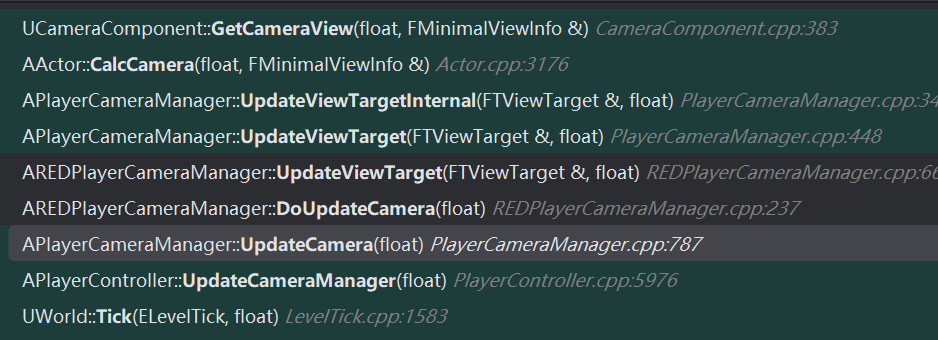 UCameraComponent::GetCameraView(float, FMinimalViewInfo &) CameraComponent.cpp:383
AActor::CalcCamera(float, FMinimalViewInfo &) Actor.cpp:3176
APlayerCameraManager::UpdateViewTargetInternal(FTViewTarget &, float) PlayerCameraManager.cpp:34
APlayerCameraManager::UpdateViewTarget(FTViewTarget &, float) PlayerCameraManager.cpp:448
AREDPlayerCameraManager::UpdateViewTarget(FTViewTarget &, float) REDPlayerCameraManager.cpp:66
AREDPlayerCameraManager::DoUpdateCamera(float) REDPlayerCameraManager.cpp:237
APlayerCameraManager::UpdateCamera(float) PlayerCameraManager.cpp:787
APlayerController::UpdateCameraManager(float) PlayerController.cpp:5976
UWorld::Tick(ELevelTick, float) LevelTick.cpp:1583